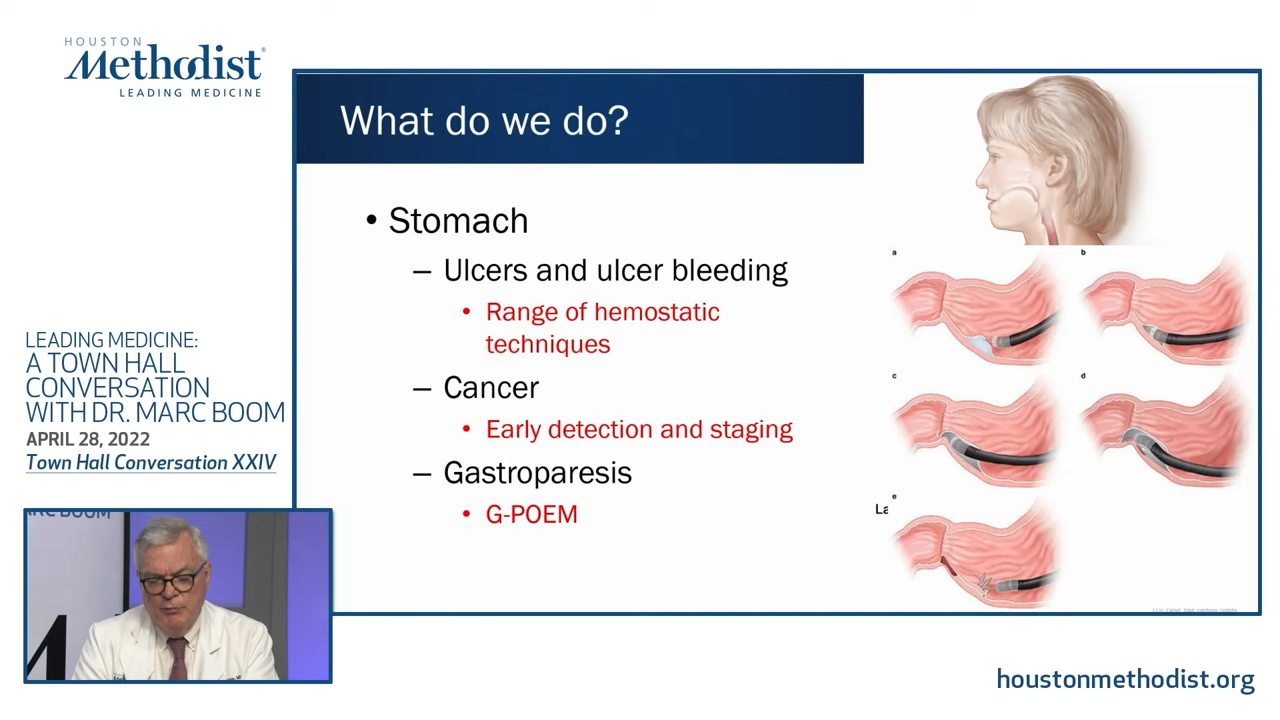 HOUSTON
Methodist®
LEADING MEDICINE
What do we do?
• Stomach
– Ulcers and ulcer bleeding
• Range of hemostatic
techniques
– Cancer
• Early detection and staging
– Gastroparesis
• G-POEM
a
b
c
d
e
La
LEADING MEDICINE:
A TOWN HALL
CONVERSATION
WITH DR. MARC BOOM
APRIL 28, 2022
Town Hall Conversation XXIV
houstonmethodist.org